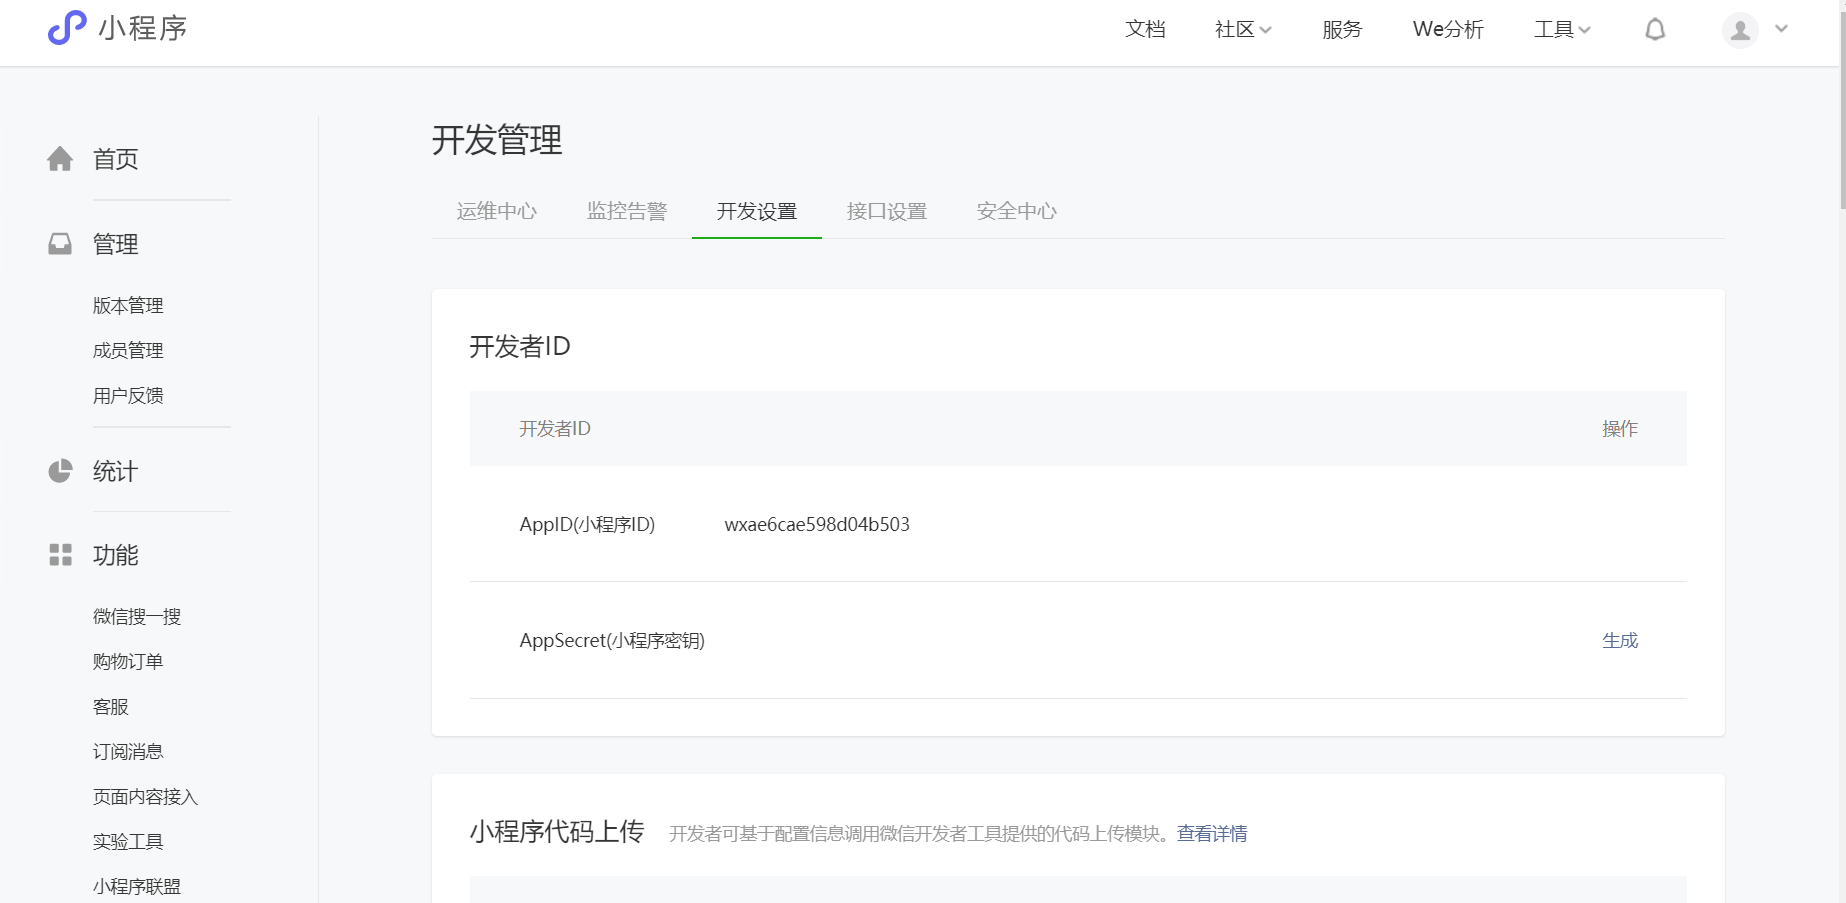 小程序
文档 社区 服务 We分析 工具
首页
管理
版本管理
成员管理
用户反馈
统计
功能
微信搜一搜
购物订单
客服
订阅消息
页面内容接入
实验工具
小程序联盟
开发管理
运维中心 监控告警 开发设置 接口设置 安全中心
开发者ID
开发者ID 操作
AppID(小程序ID) wxae6cae598d04b503
AppSecret(小程序密钥) 生成
小程序代码上传 开发者可基于配置信息调用微信开发者工具提供的代码上传模块。查看详情